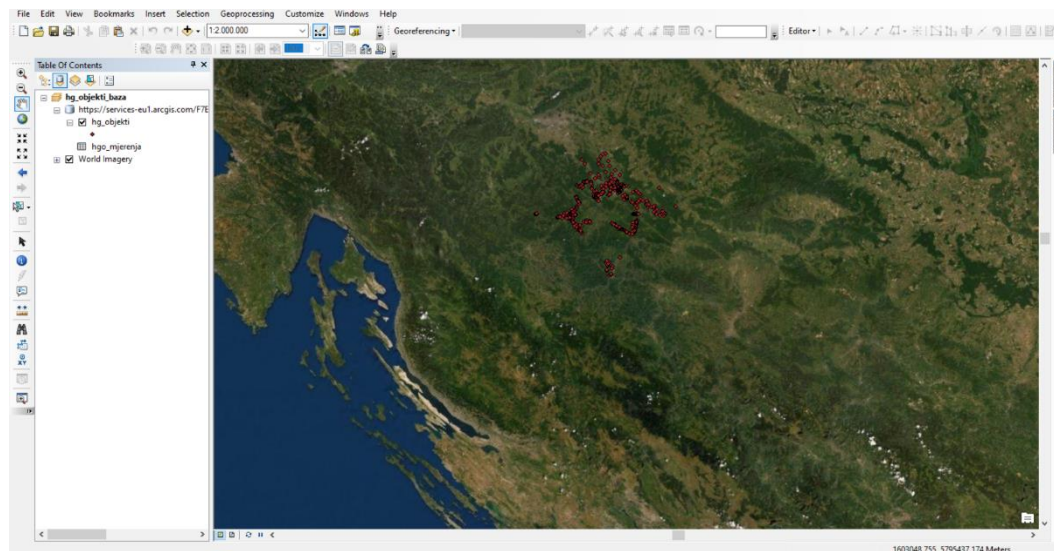 File Edit View Bookmarks Insert Selection Geoprocessing Customize Windows Help
1:2.000.000 Georeferencing Editor
Table Of Contents
hg_objekti_baza
https://services-eu1.arcgis.com/F7E
hg_objekti
hgo_mjerenja
World Imagery
1603048,755 5795437,174 Meters